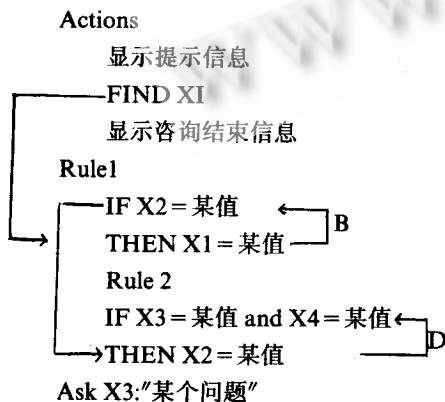 Actions
显示提示信息
FIND XI
显示咨询结束信息
Rule1
IF X2=某值
B
THEN X1=某值
Rule 2
IF X3=某值 and X4=某值
D
THEN X2=某值
Ask X3:"某个问题"